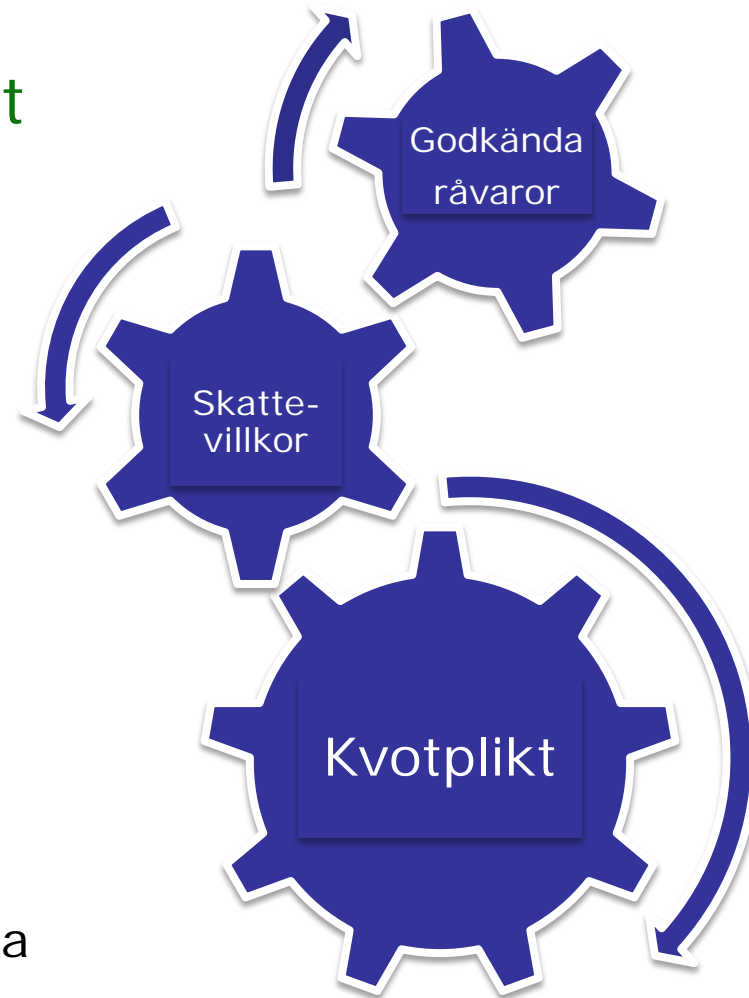 t
Godkända
råvaror
Skatte-
villkor
Kvotplikt
a